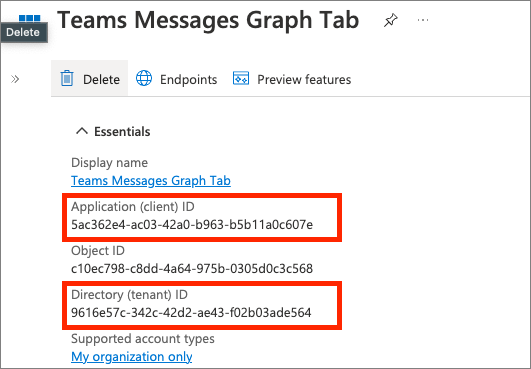 Teams Messages Graph Tab
Delete
Delete
Endpoints
Preview features
Essentials
Display name
Teams Messages Graph Tab
Application (client) ID
5ac362e4-ac03-42a0-b963-b5b11a0c607e
Object ID
c10ec798-c8dd-4a64-975b-0305d0c3c568
Directory (tenant) ID
9616e57c-342c-42d2-ae43-f02b03ade564
Supported account types
My organization only